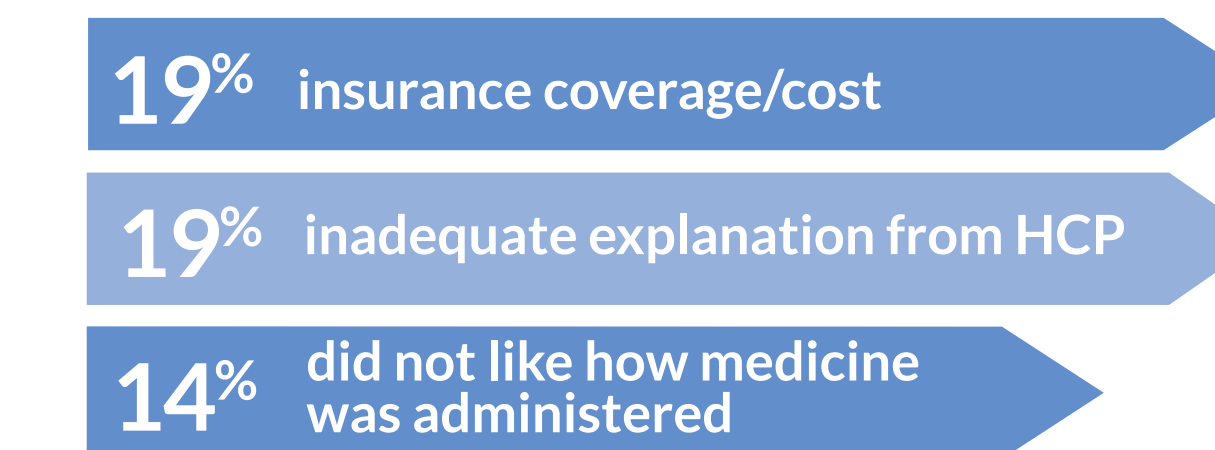 19% insurance coverage/cost
19% inadequate explanation from HCP
14% did not like how medicine
was administered